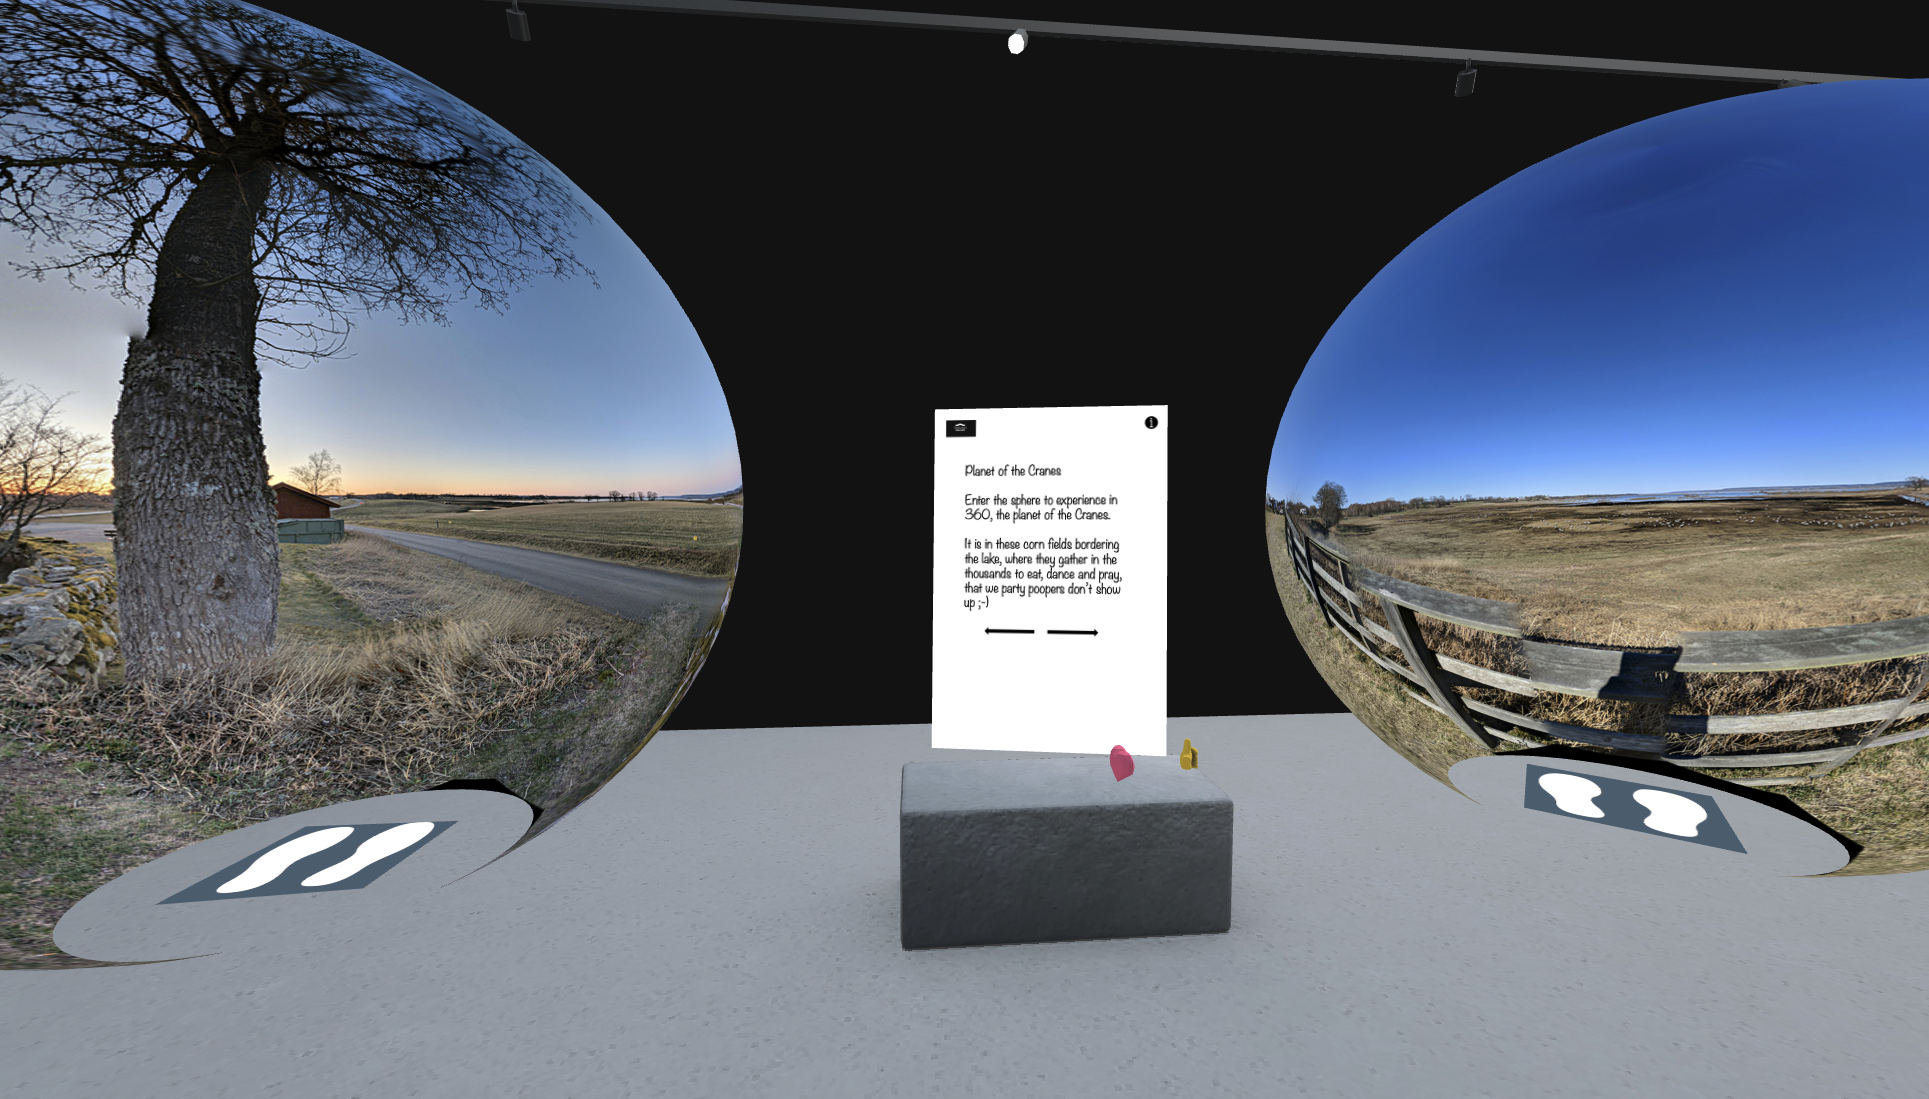 Planet of the Cranes
Enter the sphere to experience in
360, the planet of the Cranes.
It is in these corn fields bordering
the lake, where they gather in the
thousands to eat, dance and pray,
that we party poopers don't show
up ;-)